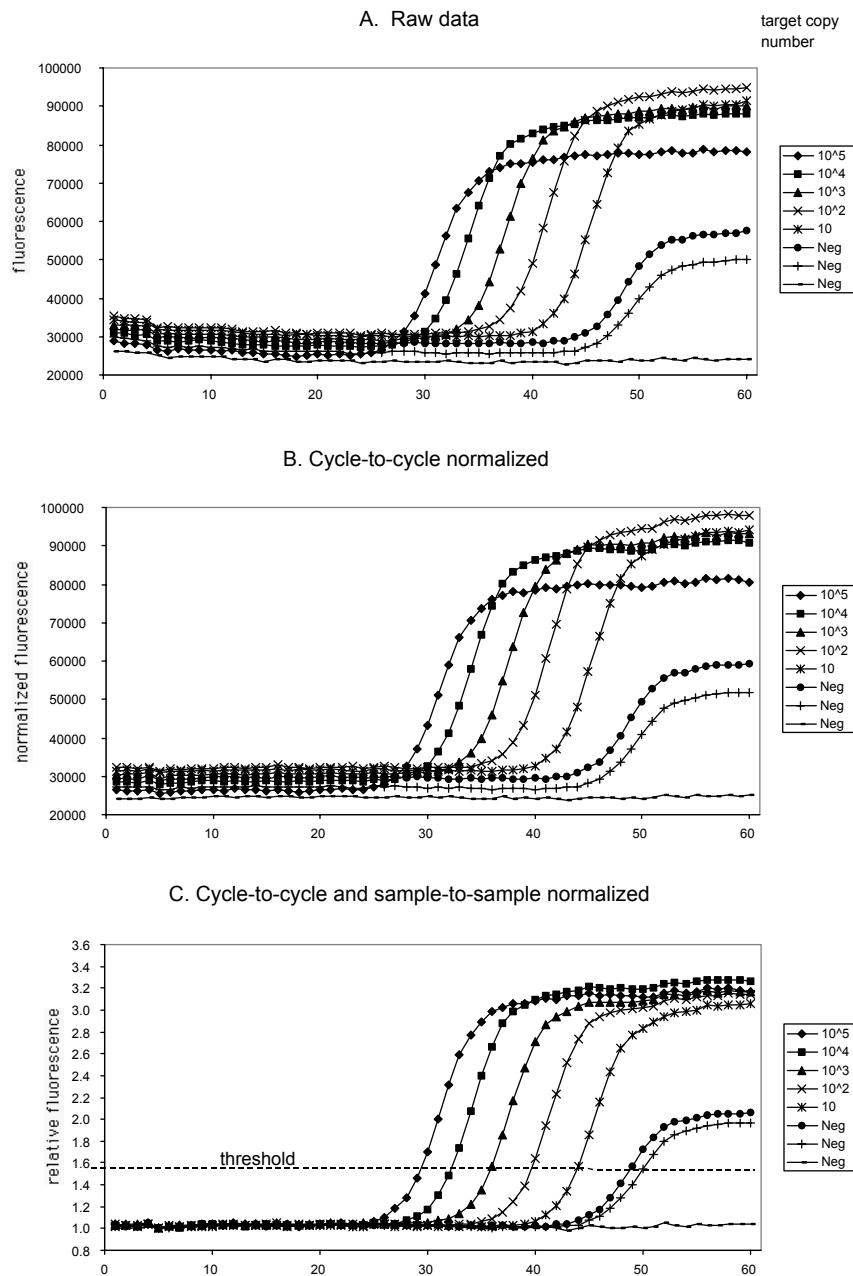 A. Raw data
target copy
number
fluorescence
100000
90000
80000
70000
60000
50000
40000
30000
20000
0 10 20 30 40 50 60
10^5
10^4
10^3
10^2
10
Neg
Neg
Neg
B. Cycle-to-cycle normalized
normalized fluorescence
100000
90000
80000
70000
60000
50000
40000
30000
20000
0 10 20 30 40 50 60
10^5
10^4
10^3
10^2
10
Neg
Neg
Neg
C. Cycle-to-cycle and sample-to-sample normalized
relative fluorescence
3.6
3.4
3.2
3.0
2.8
2.6
2.4
2.2
2.0
1.8
1.6
1.4
1.2
1.0
0.8
threshold
0 10 20 30 40 50 60
10^5
10^4
10^3
10^2
10
Neg
Neg
Neg